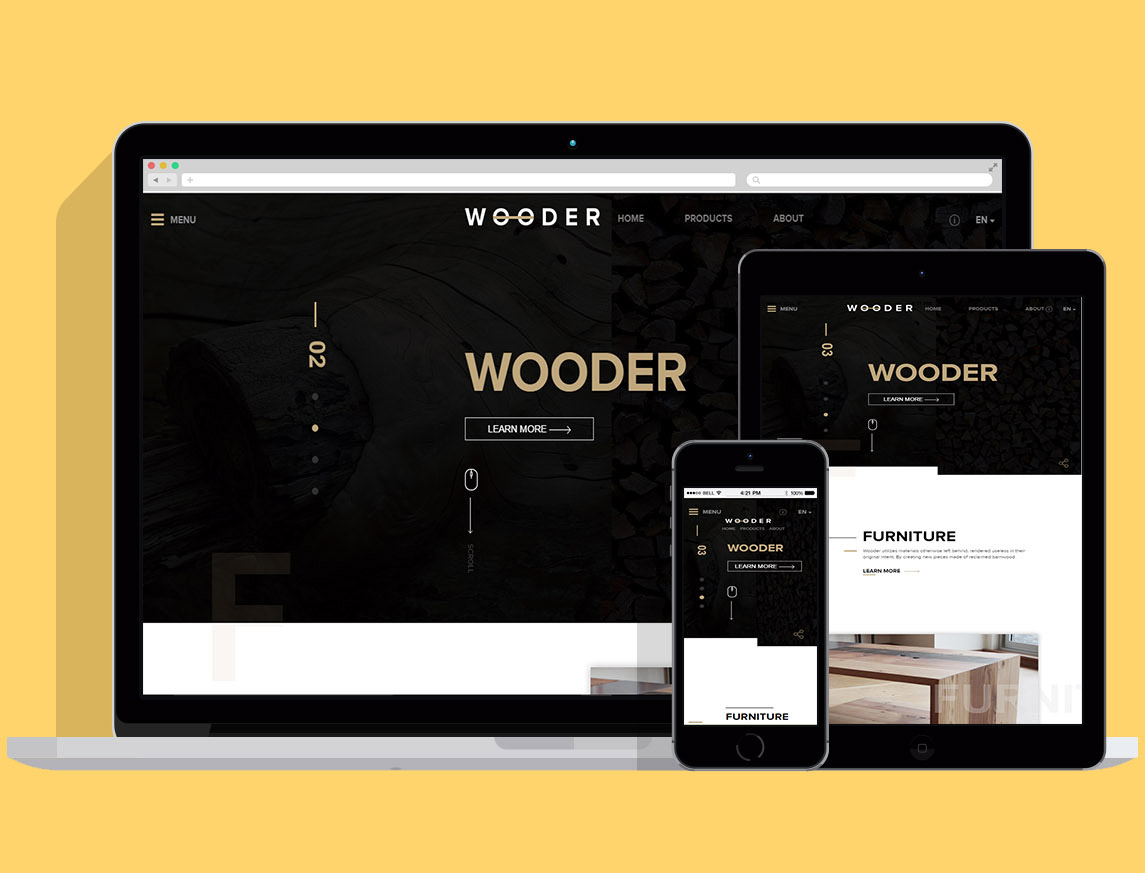 MENU
WOODER
HOME
PRODUCTS
ABOUT
EN
02
WOODER
LEARN MORE
SCROLL
F
MENU
WOODER
HOME
PRODUCTS
ABOUT
EN
03
WOODER
LEARN MORE
FURNITURE
Wooder utilizes materials otherwise left behind, rendered useless in their
original intent. By creating new pieces made of reclaimed barnwood.
LEARN MORE
FURNI
BELL
4:21 PM
100%
MENU
EN
WOODER
HOME
PRODUCTS
ABOUT
03
WOODER
LEARN MORE
FURNITURE